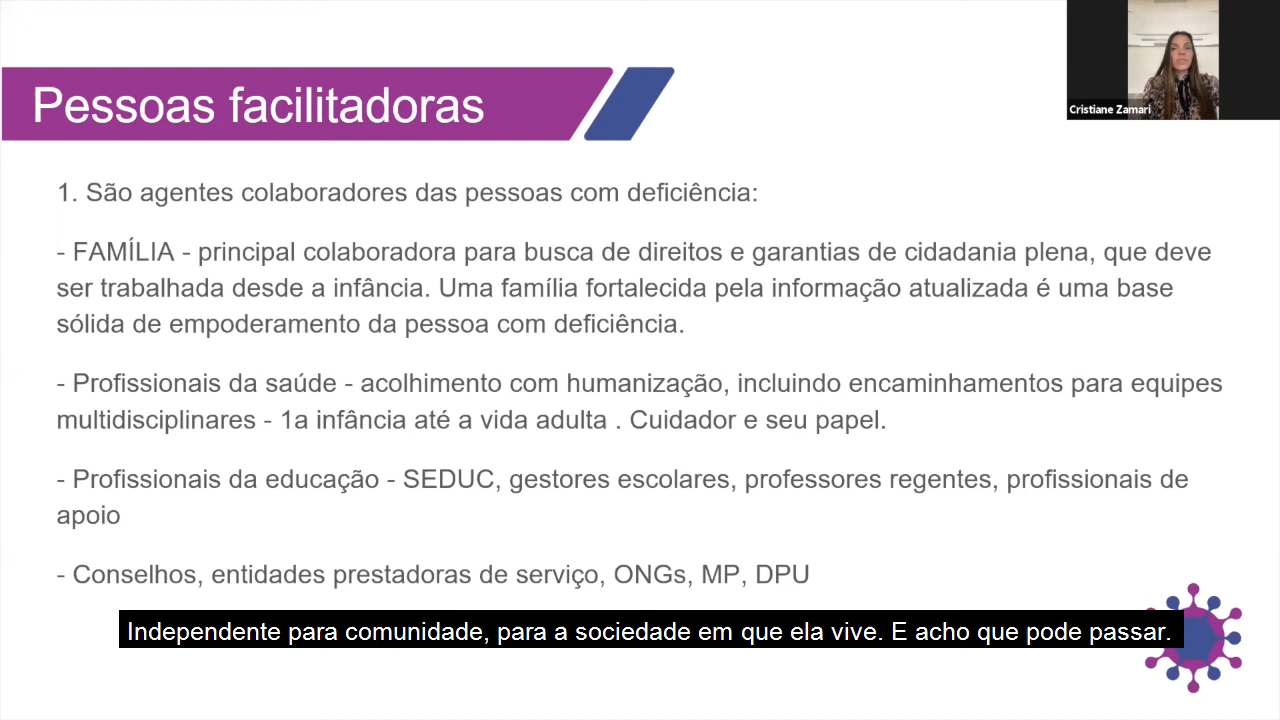 Pessoas facilitadoras
Cristiane Zamari
1. São agentes colaboradores das pessoas com deficiência:
- FAMÍLIA - principal colaboradora para busca de direitos e garantias de cidadania plena, que deve
ser trabalhada desde a infância. Uma família fortalecida pela informação atualizada é uma base
sólida de empoderamento da pessoa com deficiência.
- Profissionais da saúde - acolhimento com humanização, incluindo encaminhamentos para equipes
multidisciplinares - 1a infância até a vida adulta . Cuidador e seu papel.
- Profissionais da educação - SEDUC, gestores escolares, professores regentes, profissionais de
apoio
- Conselhos, entidades prestadoras de serviço, ONGs, MP, DPU
Independente para comunidade, para a sociedade em que ela vive. E acho que pode passar.